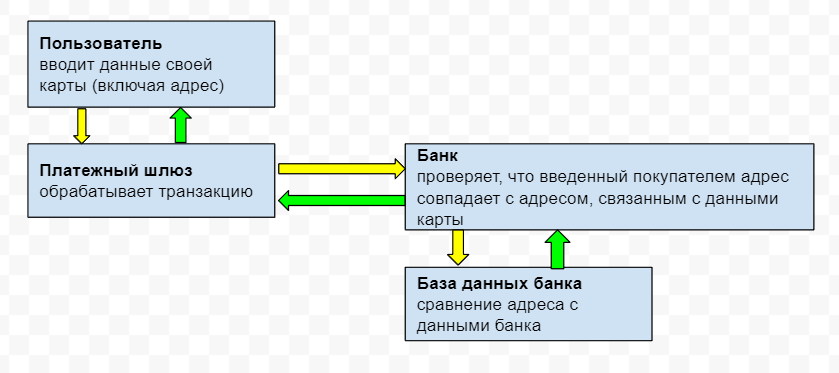 Пользователь
вводит данные своей
карты (включая адрес)
Платежный шлюз
обрабатывает транзакцию
Банк
проверяет, что введенный покупателем адрес
совпадает с адресом, связанным с данными
карты
База данных банка
сравнение адреса с
данными банка